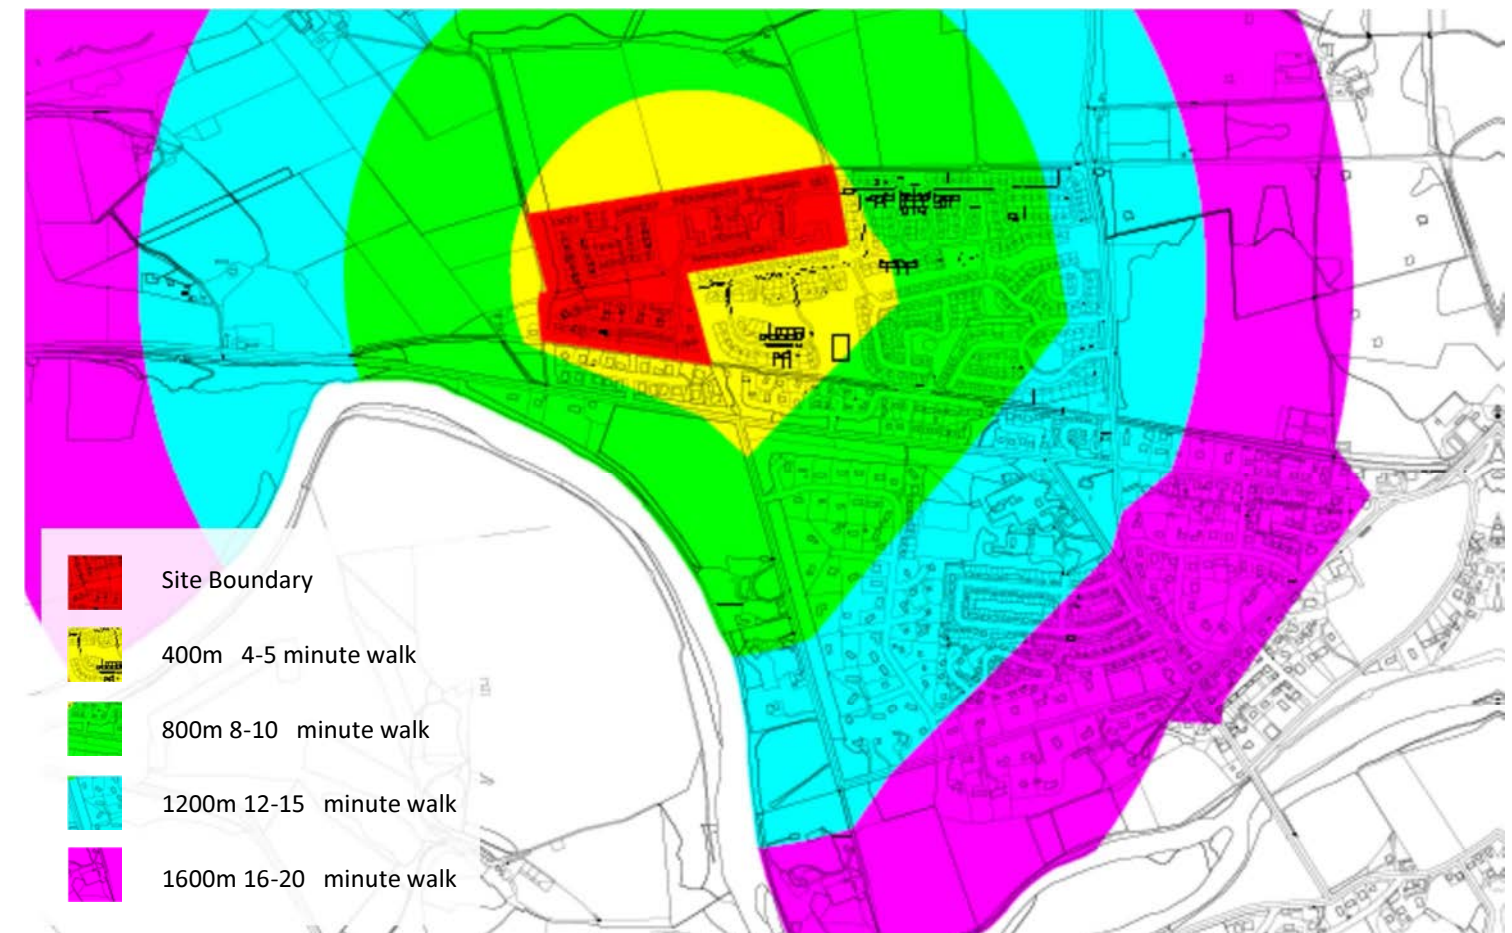 Site Boundary
400m 4-5 minute walk
800m 8-10 minute walk
1200m 12-15 minute walk
1600m 16-20 minute walk